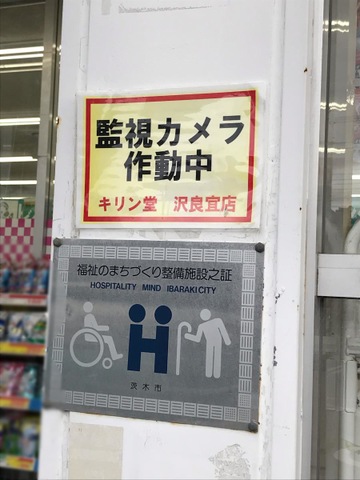 監視カメラ
作動中
キリン堂 沢良宜店
福祉のまちづくり整備施設之証
HOSPITALITY MIND IBARAKI CITY
H
茨木市